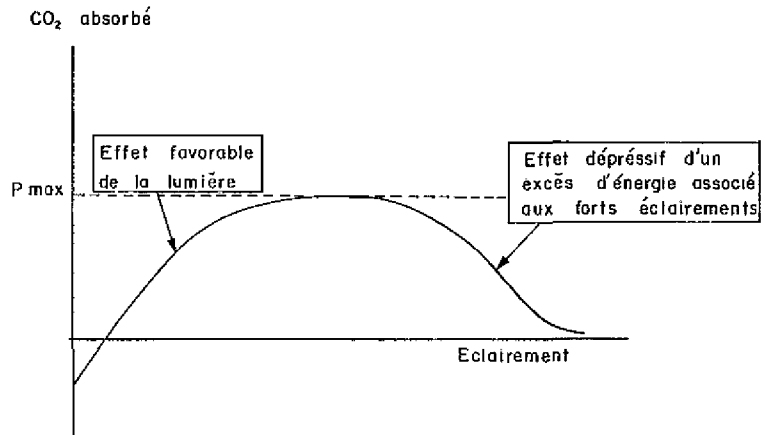 CO₂ absorbé
Effet favorable
de la lumière
Effet dépréssif d'un
excès d'énergie associé
aux forts éclairements
P max
Eclairement